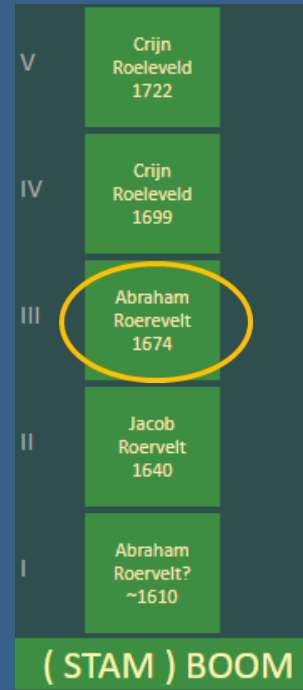 V
Crijn
Roeleveld
1722
IV
Crijn
Roeleveld
1699
III
Abraham
Roerevelt
1674
II
Jacob
Roervelt
1640
I
Abraham
Roervelt?
~1610
( STAM ) BOOM